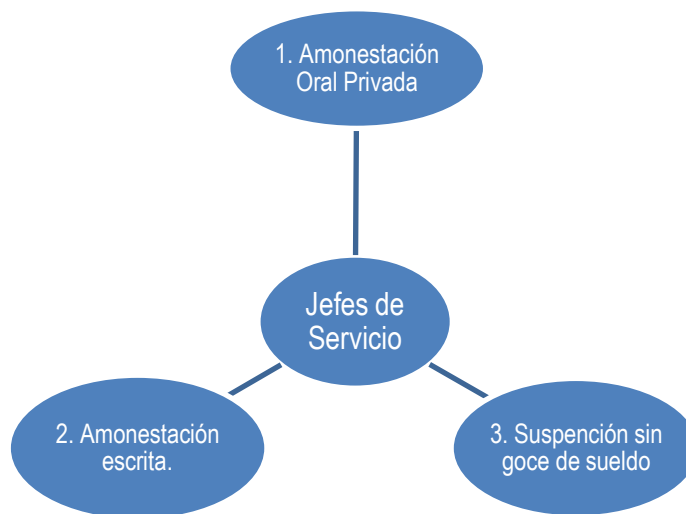 1. Amonestación
Oral Privada
Jefes de
Servicio
2. Amonestación
escrita.
3. Suspención sin
goce de sueldo